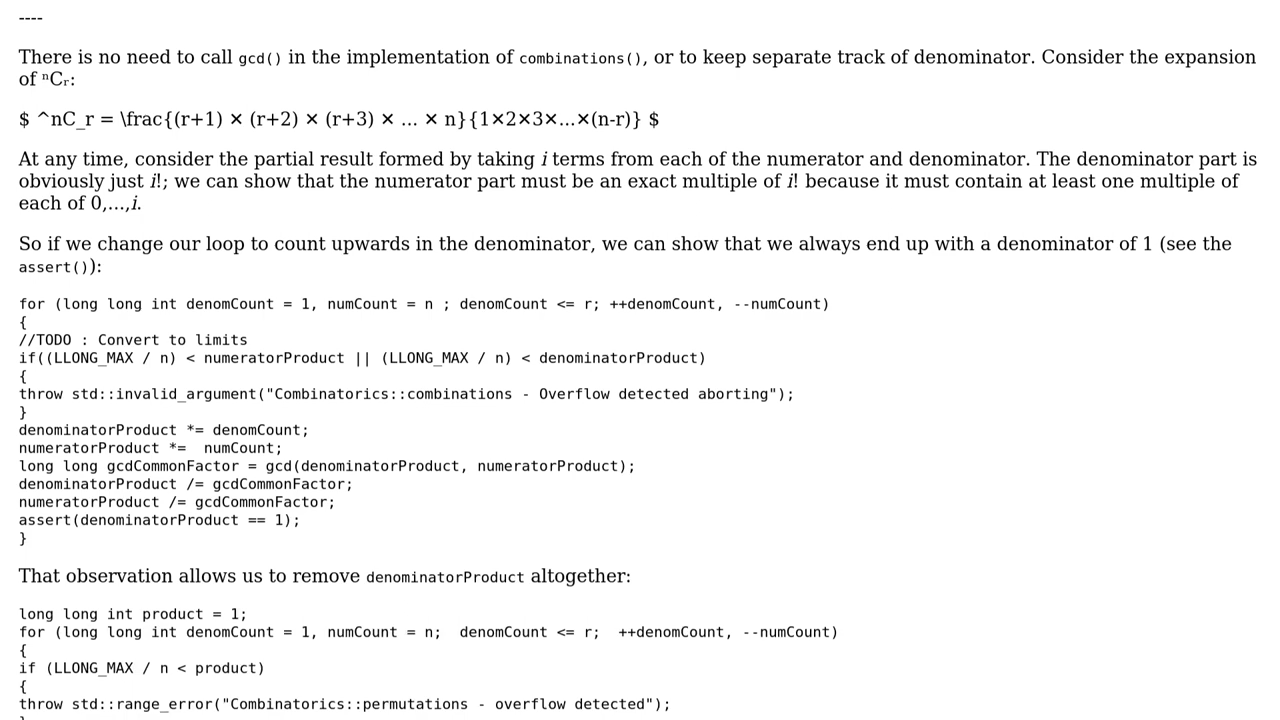 ----
There is no need to call gcd() in the implementation of combinations(), or to keep separate track of denominator. Consider the expansion
of ⁿCᵣ:
$ ^nC_r = \frac{(r+1) × (r+2) × (r+3) × ... × n}{1×2×3×...×(n-r)} $
At any time, consider the partial result formed by taking i terms from each of the numerator and denominator. The denominator part is
obviously just i!; we can show that the numerator part must be an exact multiple of i! because it must contain at least one multiple of
each of 0,...,i.
So if we change our loop to count upwards in the denominator, we can show that we always end up with a denominator of 1 (see the
assert()):
for (long long int denomCount = 1, numCount = n ; denomCount <= r; ++denomCount, --numCount)
{
//TODO : Convert to limits
if((LLONG_MAX / n) < numeratorProduct || (LLONG_MAX / n) < denominatorProduct)
{
throw std::invalid_argument("Combinatorics::combinations - Overflow detected aborting");
}
denominatorProduct *= denomCount;
numeratorProduct *=  numCount;
long long gcdCommonFactor = gcd(denominatorProduct, numeratorProduct);
denominatorProduct /= gcdCommonFactor;
numeratorProduct /= gcdCommonFactor;
assert(denominatorProduct == 1);
}
That observation allows us to remove denominatorProduct altogether:
long long int product = 1;
for (long long int denomCount = 1, numCount = n;  denomCount <= r;  ++denomCount, --numCount)
{
if (LLONG_MAX / n < product)
{
throw std::range_error("Combinatorics::permutations - overflow detected");
}